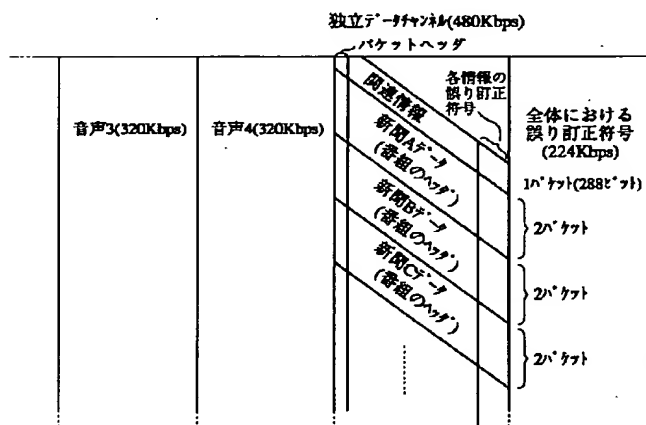 独立データチャンネル(480Kbps)
パケットヘッダ
音声3(320Kbps)
音声4(320Kbps)
関連情報
新聞Aデータ
(番組のヘッダ)
新聞Bデータ
(番組のヘッダ)
新聞Cデータ
(番組のヘッダ)
各情報の
誤り訂正
符号
全体における
誤り訂正符号
(224Kbps)
1パケット(288ビット)
2パケット
2パケット
2パケット